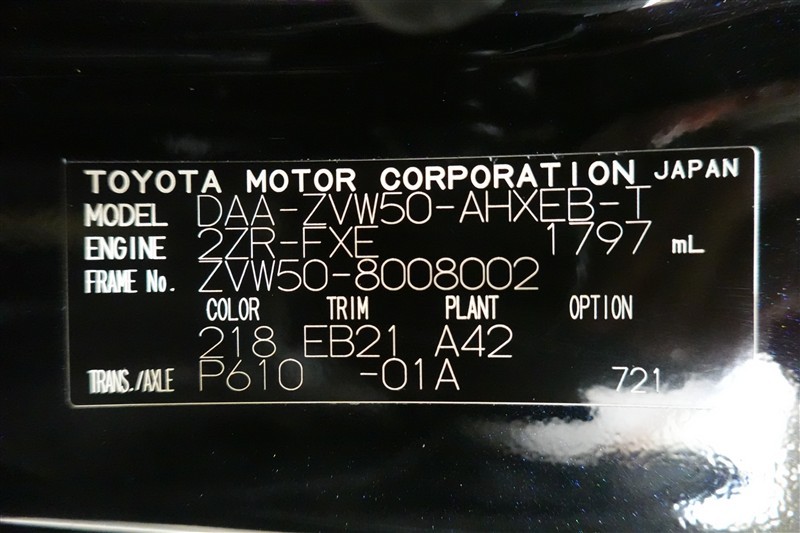 TOYOTA MOTOR CORPORATION JAPAN
MODEL DAA-ZVW50-AHXEB-T
ENGINE 2ZR-FXE 1797 mL
FRAME No. ZVW50-8008002
COLOR TRIM PLANT OPTION
218 EB21 A42
TRANS./AXLE P610 -01A 721